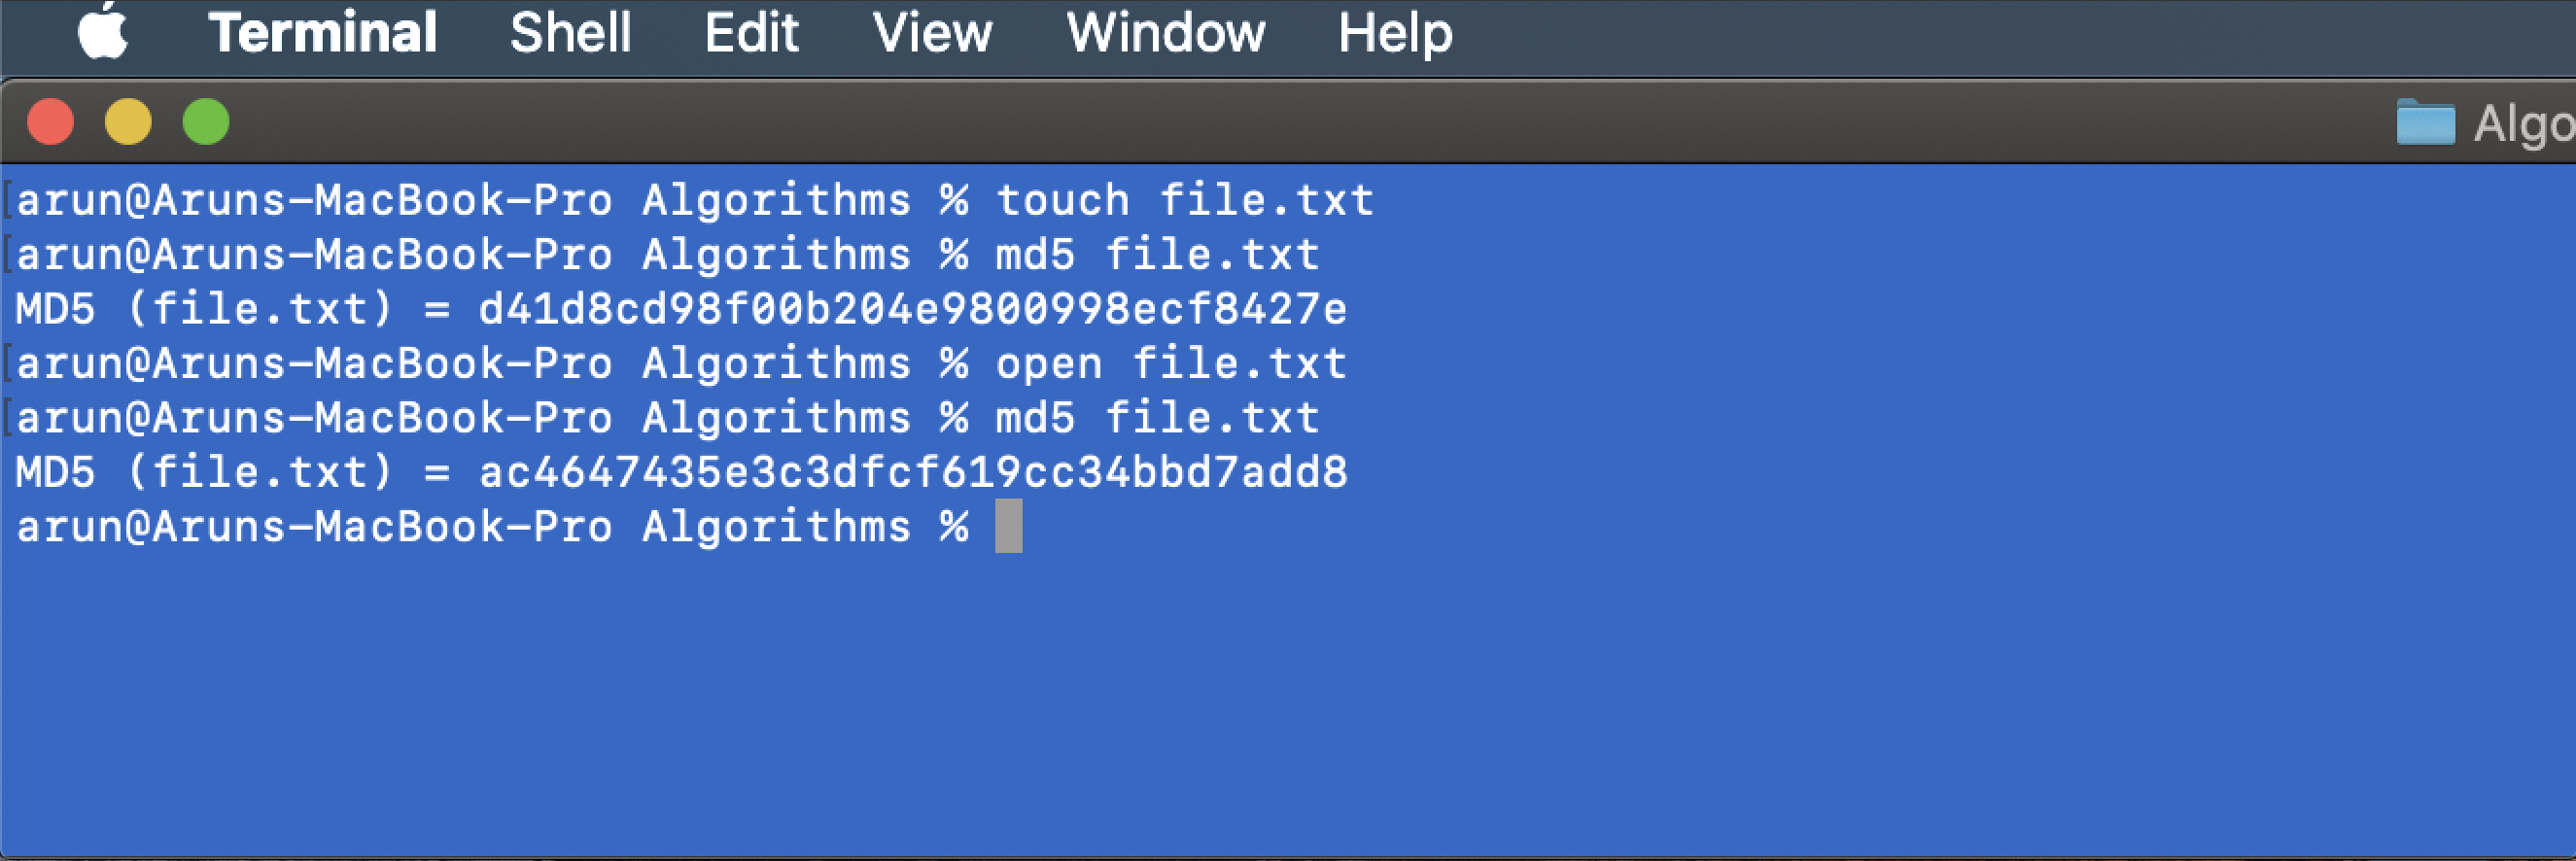 Terminal Shell Edit View Window Help
Algo
[arun@Aruns-MacBook-Pro Algorithms % touch file.txt
[arun@Aruns-MacBook-Pro Algorithms % md5 file.txt
MD5 (file.txt) = d41d8cd98f00b204e9800998ecf8427e
[arun@Aruns-MacBook-Pro Algorithms % open file.txt
[arun@Aruns-MacBook-Pro Algorithms % md5 file.txt
MD5 (file.txt) = ac4647435e3c3dfcf619cc34bbd7add8
arun@Aruns-MacBook-Pro Algorithms %